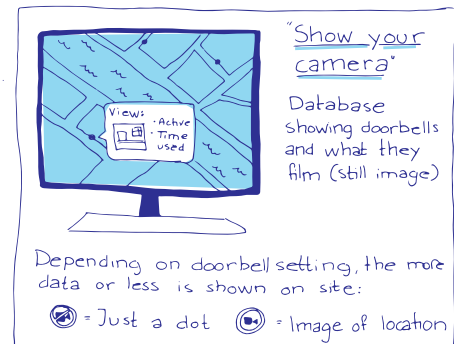 "Show your
camera"
Database
showing doorbells
and what they
film (still image)
View:
· Active
· Time
used
Depending on doorbell setting, the more
data or less is shown on site:
= Just a dot
= Image of location